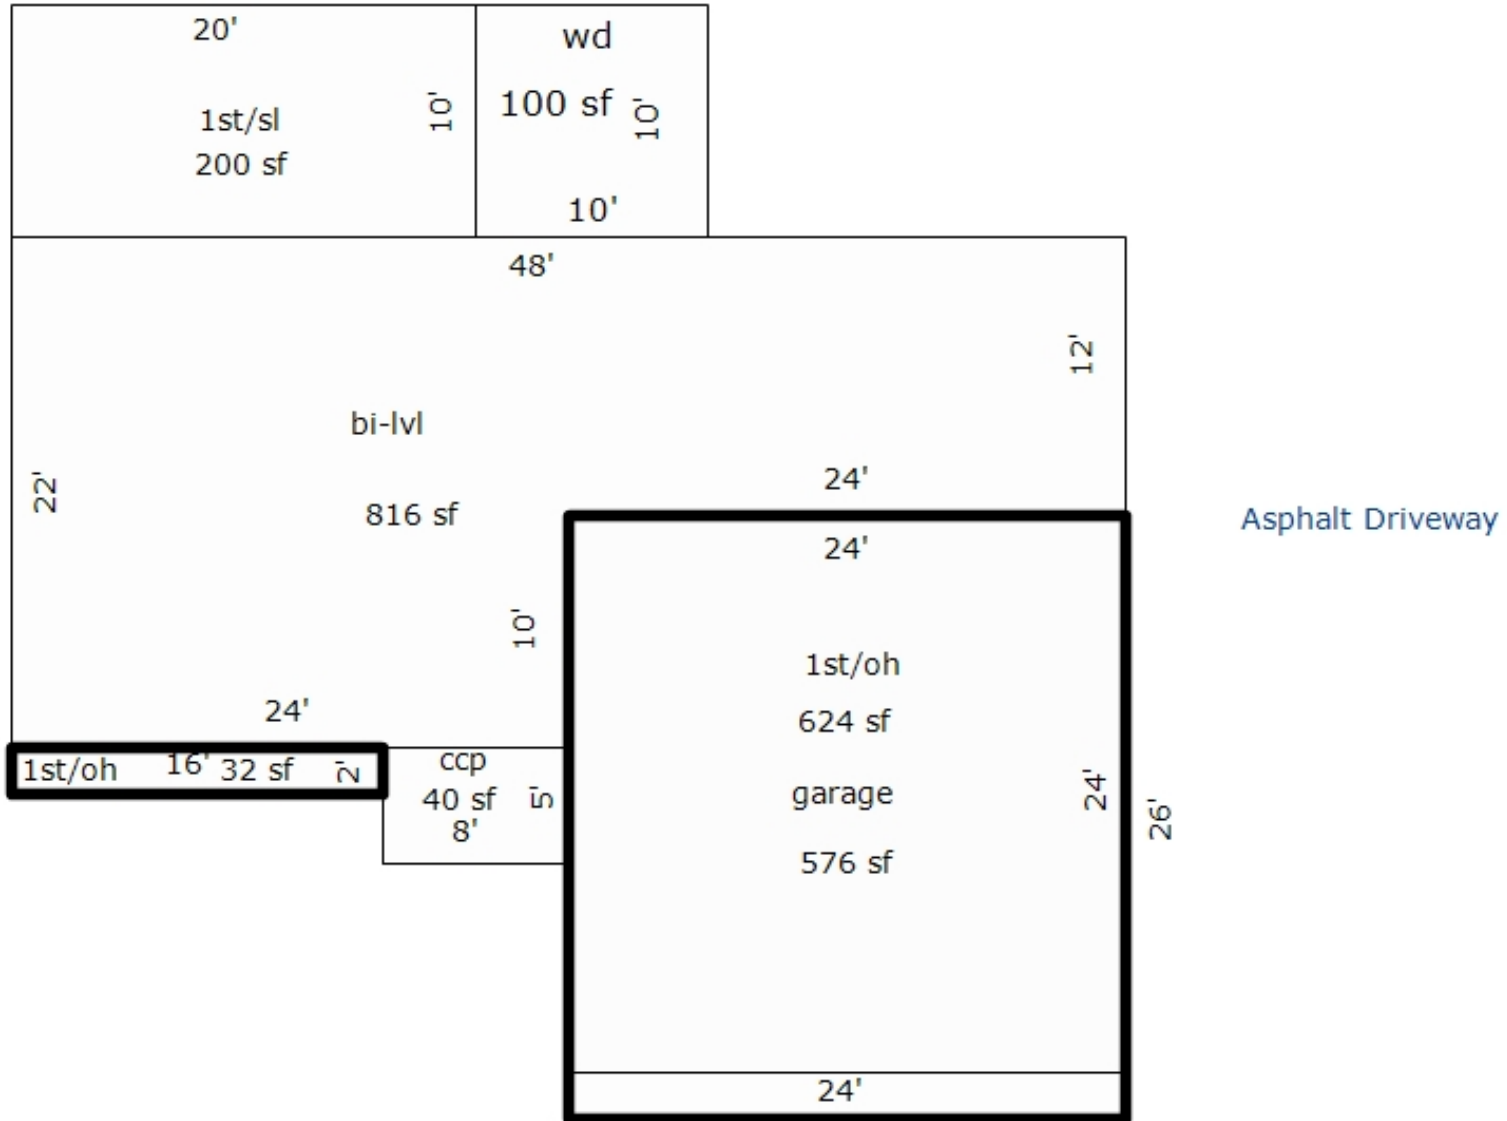 20'
wd
10'
100 sf
10'
1st/sl
200 sf
10'
48'
12'
bi-lvl
22'
24'
816 sf
Asphalt Driveway
24'
10'
1st/oh
24'
624 sf
1st/oh
16'
32 sf
2'
ccp
40 sf
5'
8'
garage
24'
26'
576 sf
24'